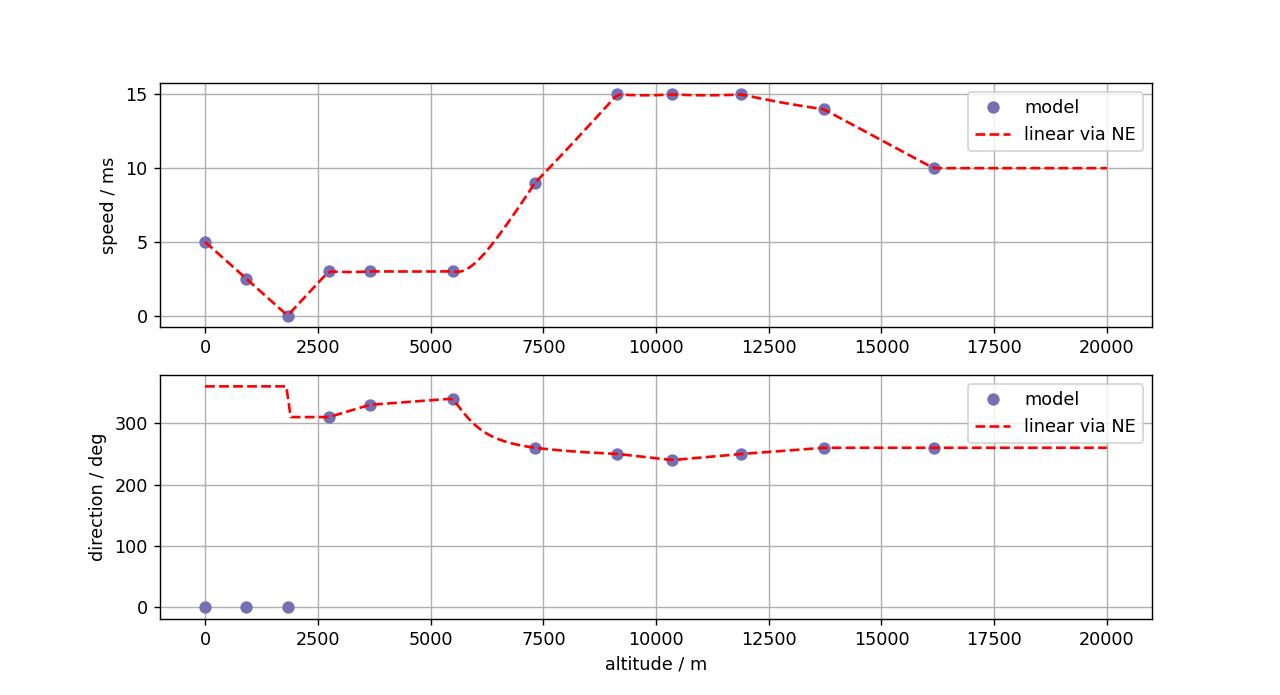 15
10
5
0
speed / ms
model
linear via NE
0 2500 5000 7500 10000 12500 15000 17500 20000
300
200
100
0
direction / deg
model
linear via NE
0 2500 5000 7500 10000 12500 15000 17500 20000
altitude / m